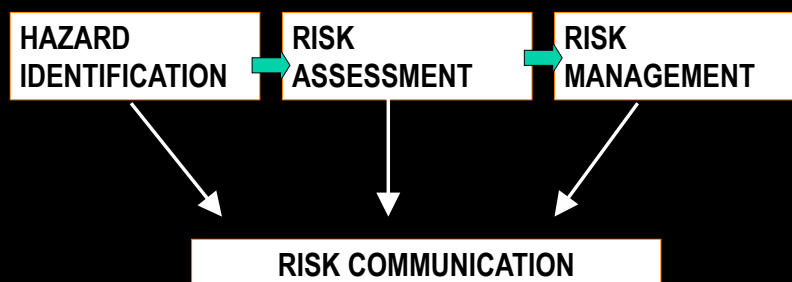 HAZARD
IDENTIFICATION
RISK
ASSESSMENT
RISK
MANAGEMENT
RISK COMMUNICATION